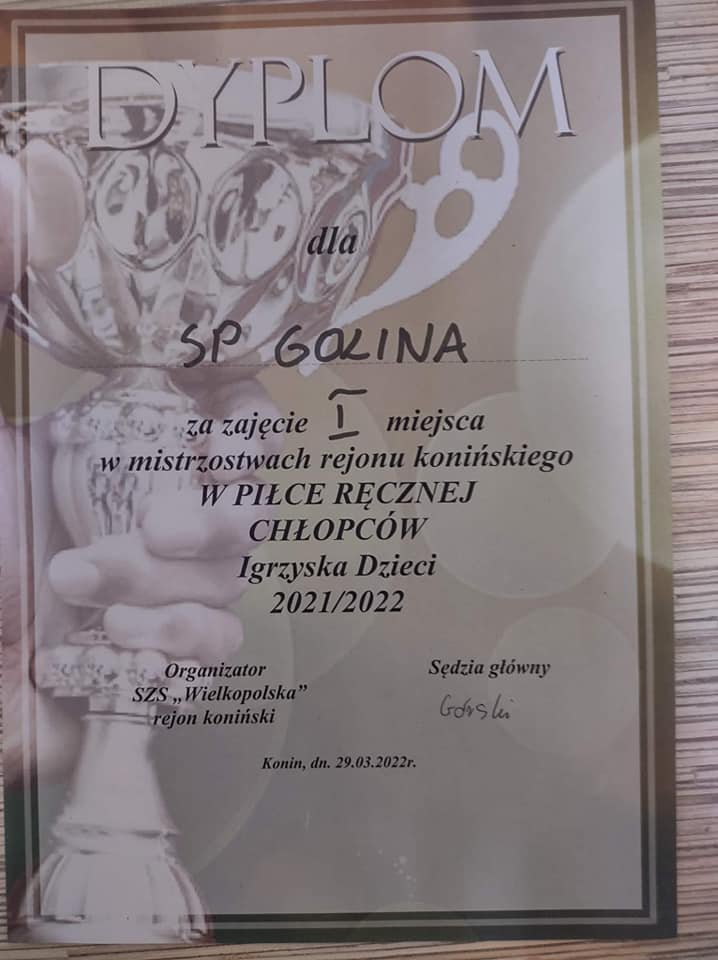 DYPLOM
dla
SP GOLINA
za zajęcie I miejsca
w mistrzostwach rejonu konińskiego
W PIŁCE RĘCZNEJ
CHŁOPCÓW
Igrzyska Dzieci
2021/2022
Organizator
SZS „Wielkopolska”
rejon koniński
Sędzia główny
Górski
Konin, dn. 29.03.2022r.